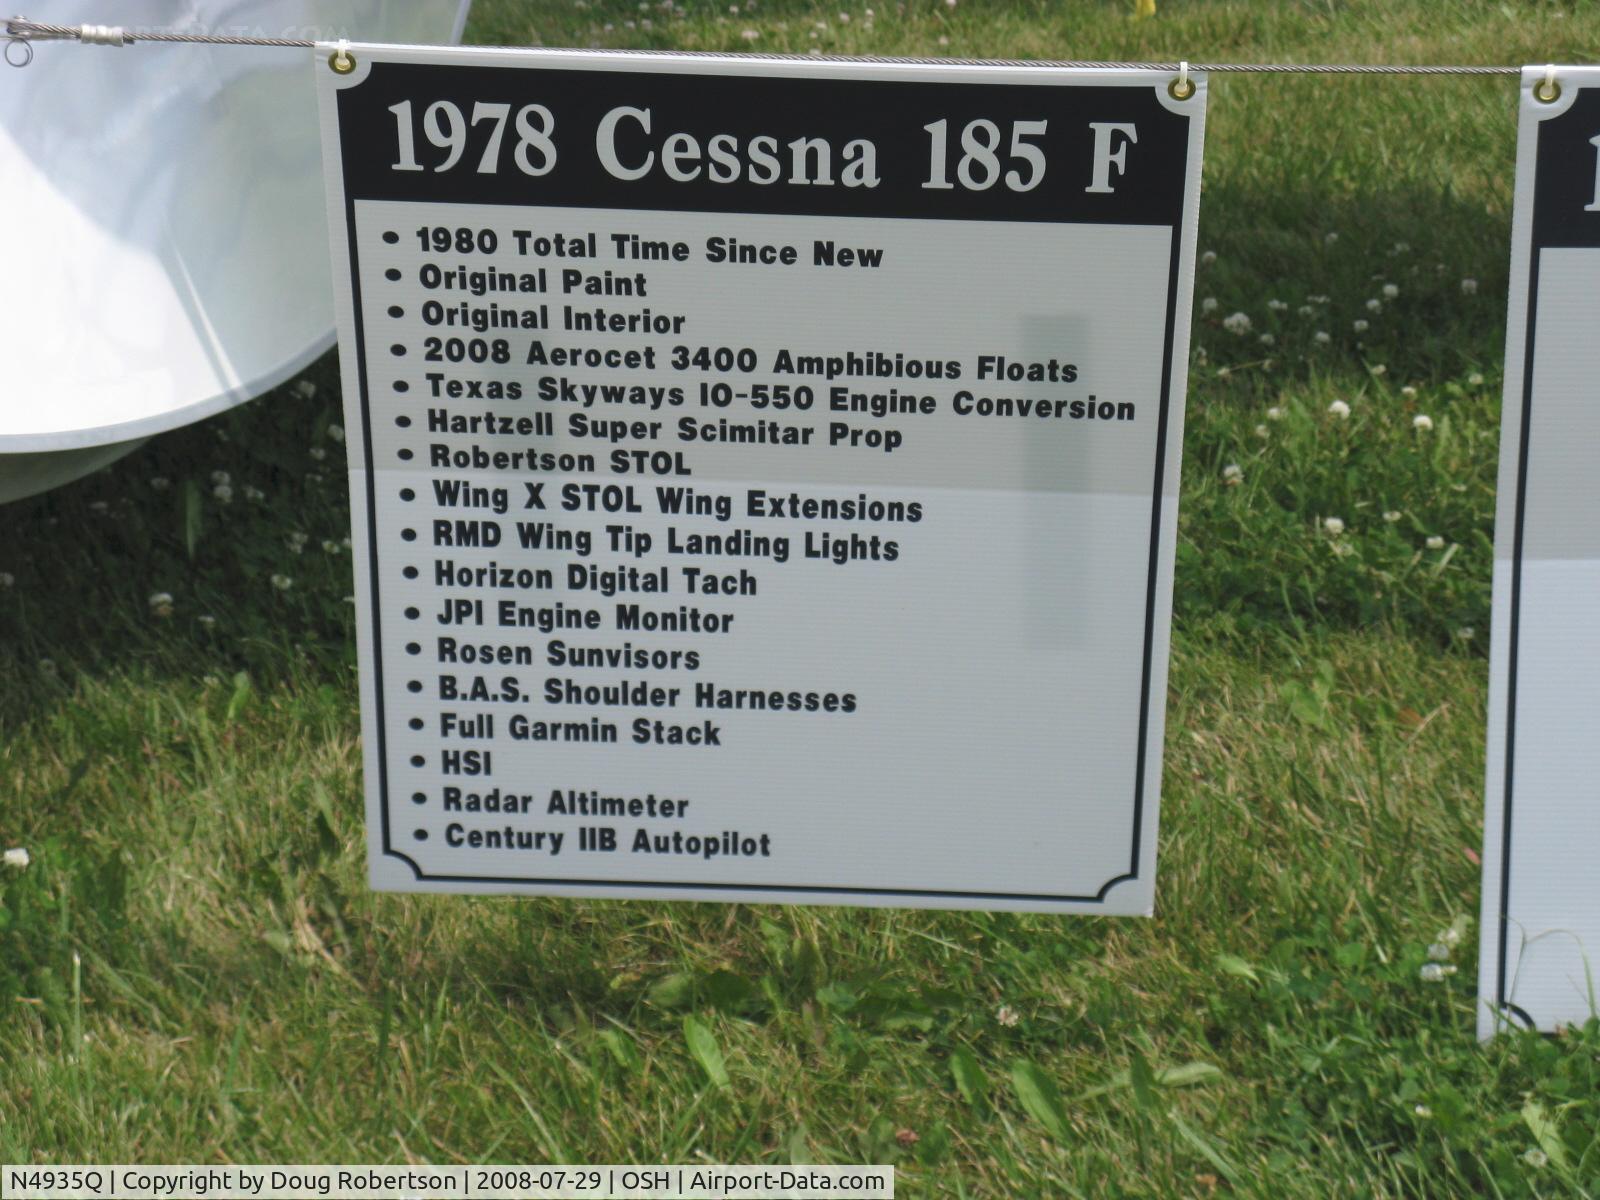 1978 Cessna 185 F
• 1980 Total Time Since New
• Original Paint
• Original Interior
• 2008 Aerocet 3400 Amphibious Floats
• Texas Skyways IO-550 Engine Conversion
• Hartzell Super Scimitar Prop
• Robertson STOL
• Wing X STOL Wing Extensions
• RMD Wing Tip Landing Lights
• Horizon Digital Tach
• JPI Engine Monitor
• Rosen Sunvisors
• B.A.S. Shoulder Harnesses
• Full Garmin Stack
• HSI
• Radar Altimeter
• Century IIB Autopilot
N4935Q | Copyright by Doug Robertson | 2008-07-29 | OSH | Airport-Data.com